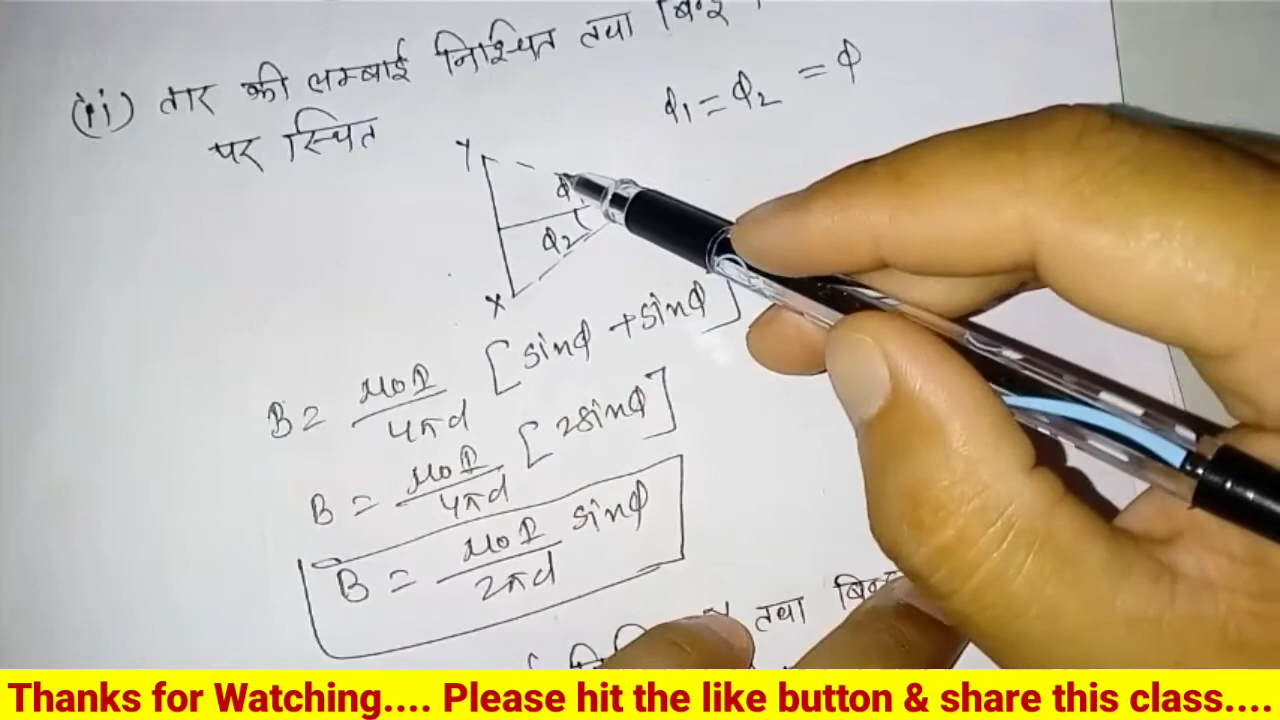 (ii) तार की लम्बाई निश्चित तथा बिन्दु
पर स्थित
ϕ₁ = ϕ₂ = ϕ
Y
ϕ₁
ϕ₂
X
B = μ₀I/4πd [sinϕ + sinϕ]
B = μ₀I/4πd [2sinϕ]
B = μ₀I/2πd sinϕ
तथा
Thanks for Watching.... Please hit the like button & share this class....